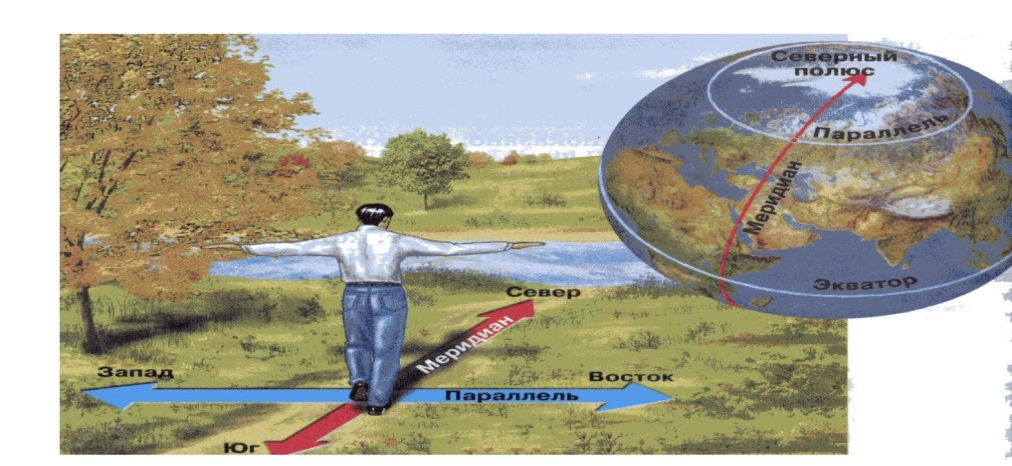 Северный
полюс
Параллель
Меридиан
Экватор
Север
Меридиан
Запад
Восток
Параллель
Юг